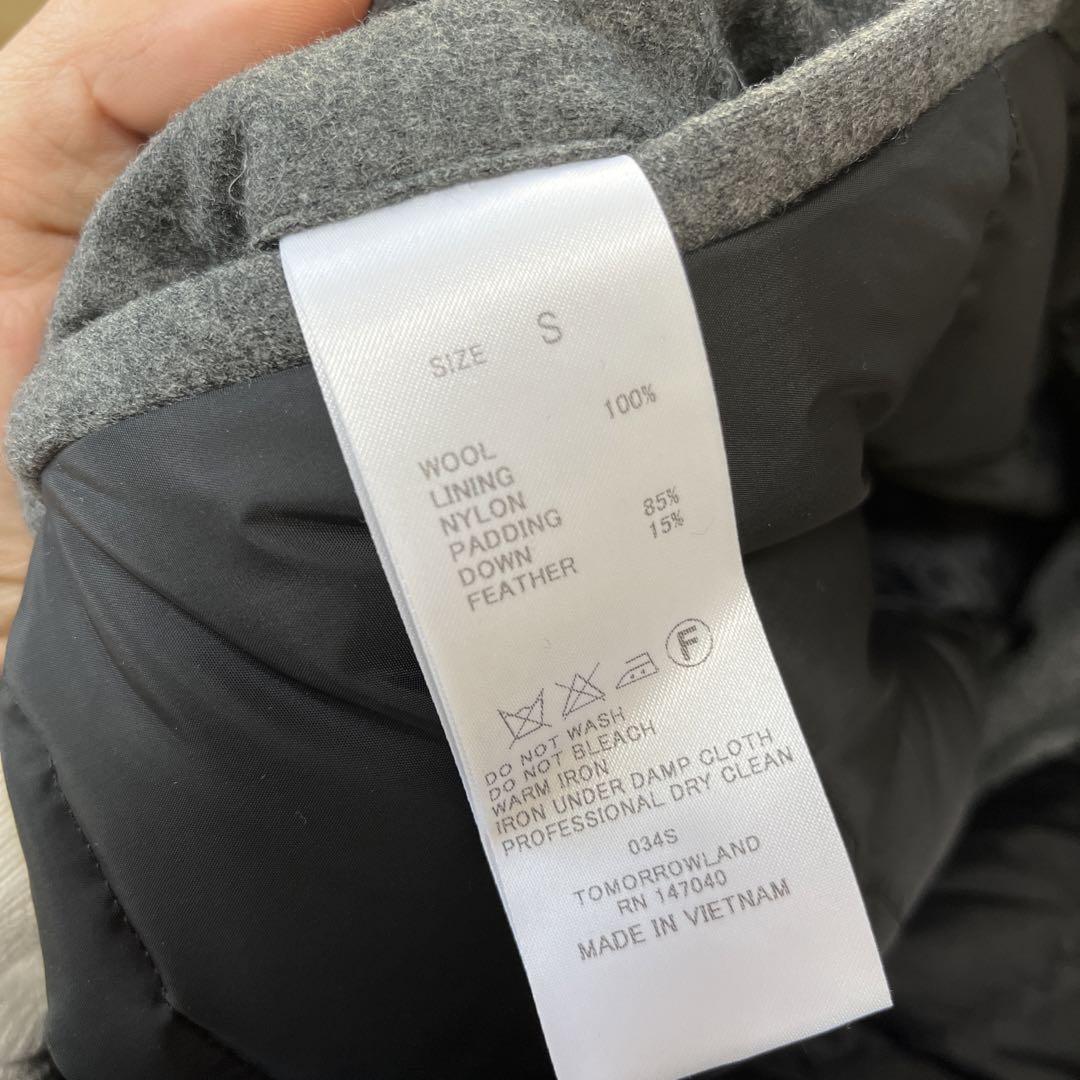 SIZE S
100%
WOOL
LINING
NYLON
PADDING
DOWN 85%
FEATHER 15%
F
DO NOT WASH
DO NOT BLEACH
WARM IRON
IRON UNDER DAMP CLOTH
PROFESSIONAL DRY CLEAN
034S
TOMORROWLAND
RN 147040
MADE IN VIETNAM